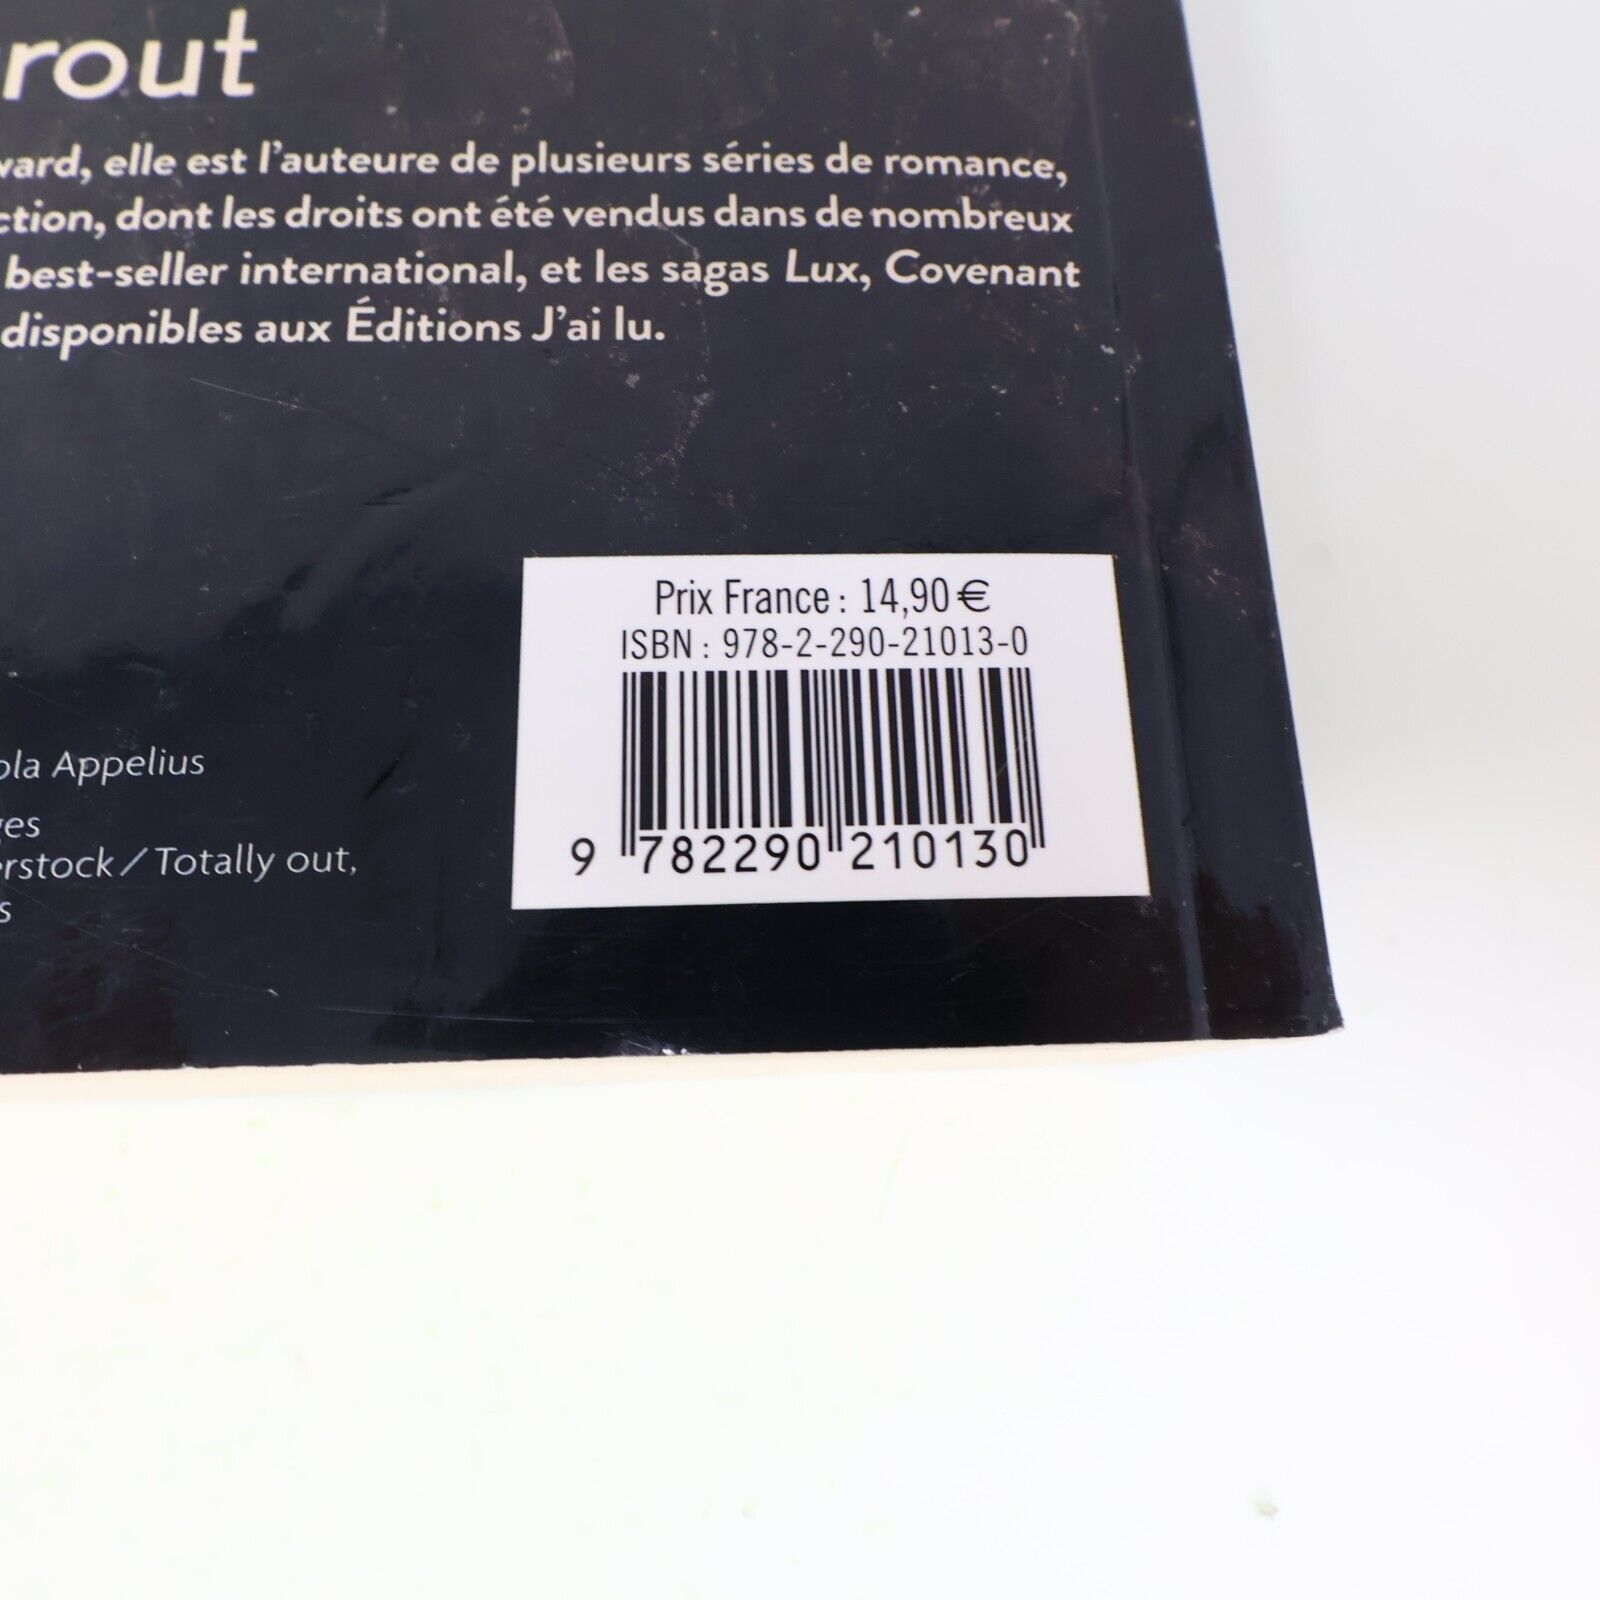 rout
ward, elle est l'auteure de plusieurs séries de romance,
ction, dont les droits ont été vendus dans de nombreux
best-seller international, et les sagas Lux, Covenant
disponibles aux Éditions J'ai lu.
Prix France : 14,90 €
ISBN : 978-2-290-21013-0
9 782290 210130
ola Appelius
ges
erstock / Totally out,
s